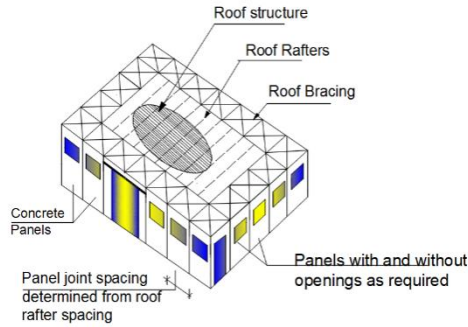 Roof structure
Roof Rafters
Roof Bracing
Concrete
Panels
Panel joint spacing
determined from roof
rafter spacing
Panels with and without
openings as required